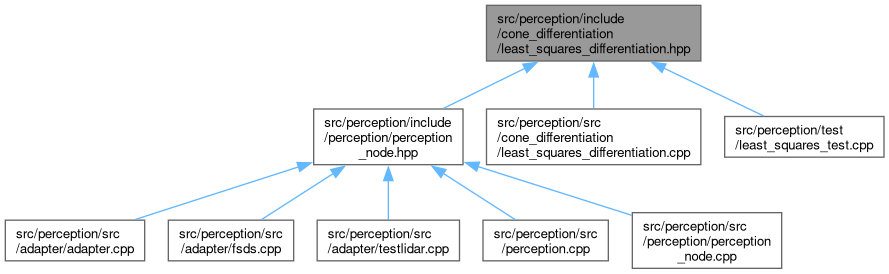 src/perception/include
/cone_differentiation
/least_squares_differentiation.hpp
src/perception/include
/perception/perception
_node.hpp
src/perception/src
/cone_differentiation
/least_squares_differentiation.cpp
src/perception/test
/least_squares_test.cpp
src/perception/src
/adapter/adapter.cpp
src/perception/src
/adapter/fsds.cpp
src/perception/src
/adapter/testlidar.cpp
src/perception/src
/perception.cpp
src/perception/src
/perception/perception
_node.cpp